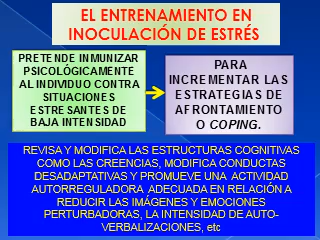 EL ENTRENAMIENTO EN
INOCULACIÓN DE ESTRÉS
PRETENDE INMUNIZAR
PSICOLÓGICAMENTE
AL INDIVIDUO CONTRA
SITUACIONES
ESTRESANTES DE
BAJA INTENSIDAD
PARA
INCREMENTAR LAS
ESTRATEGIAS DE
AFRONTAMIENTO
O COPING.
REVISA Y MODIFICA LAS ESTRUCTURAS COGNITIVAS
COMO LAS CREENCIAS, MODIFICA CONDUCTAS
DESADAPTATIVAS Y PROMUEVE UNA ACTIVIDAD
AUTORREGULADORA ADECUADA EN RELACIÓN A
REDUCIR LAS IMÁGENES Y EMOCIONES
PERTURBADORAS, LA INTENSIDAD DE AUTO-
VERBALIZACIONES, etc